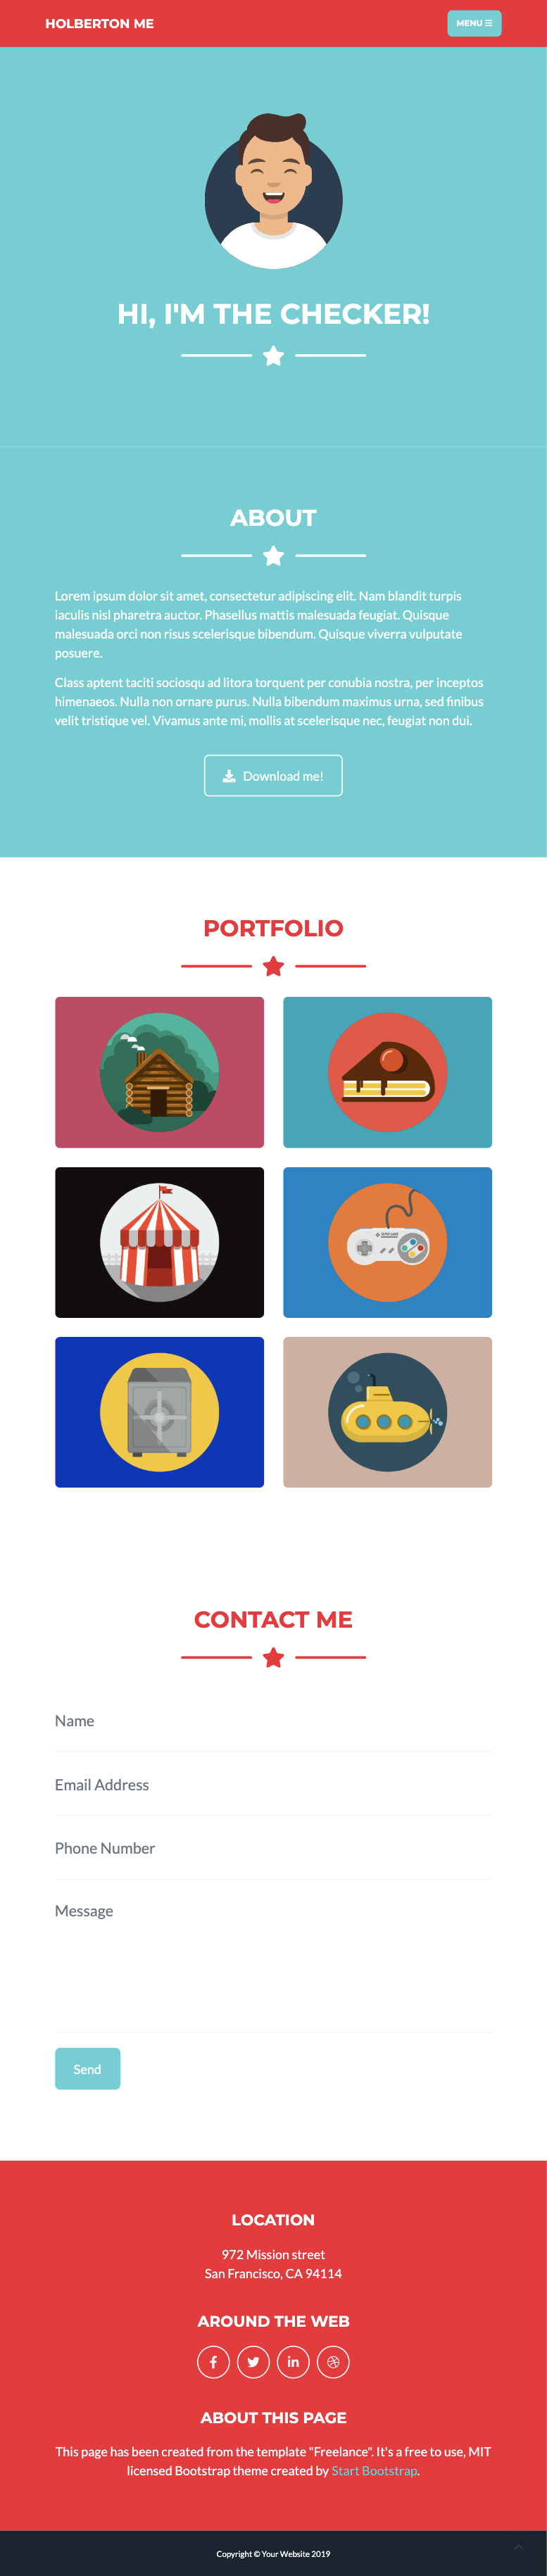 HOLBERTON ME
MENU
HI, I'M THE CHECKER!
ABOUT
Lorem ipsum dolor sit amet, consectetur adipiscing elit. Nam blandit turpis
iaculis nisl pharetra auctor. Phasellus mattis malesuada feugiat. Quisque
malesuada orci non risus scelerisque bibendum. Quisque viverra vulputate
posuere.
Class aptent taciti sociosqu ad litora torquent per conubia nostra, per inceptos
himenaeos. Nulla non ornare purus. Nulla bibendum maximus urna, sed finibus
velit tristique vel. Vivamus ante mi, mollis at scelerisque nec, feugiat non dui.
Download me!
PORTFOLIO
CONTACT ME
Name
Email Address
Phone Number
Message
Send
LOCATION
972 Mission street
San Francisco, CA 94114
AROUND THE WEB
ABOUT THIS PAGE
This page has been created from the template "Freelance". It's a free to use, MIT
licensed Bootstrap theme created by Start Bootstrap.
Copyright © Your Website 2019